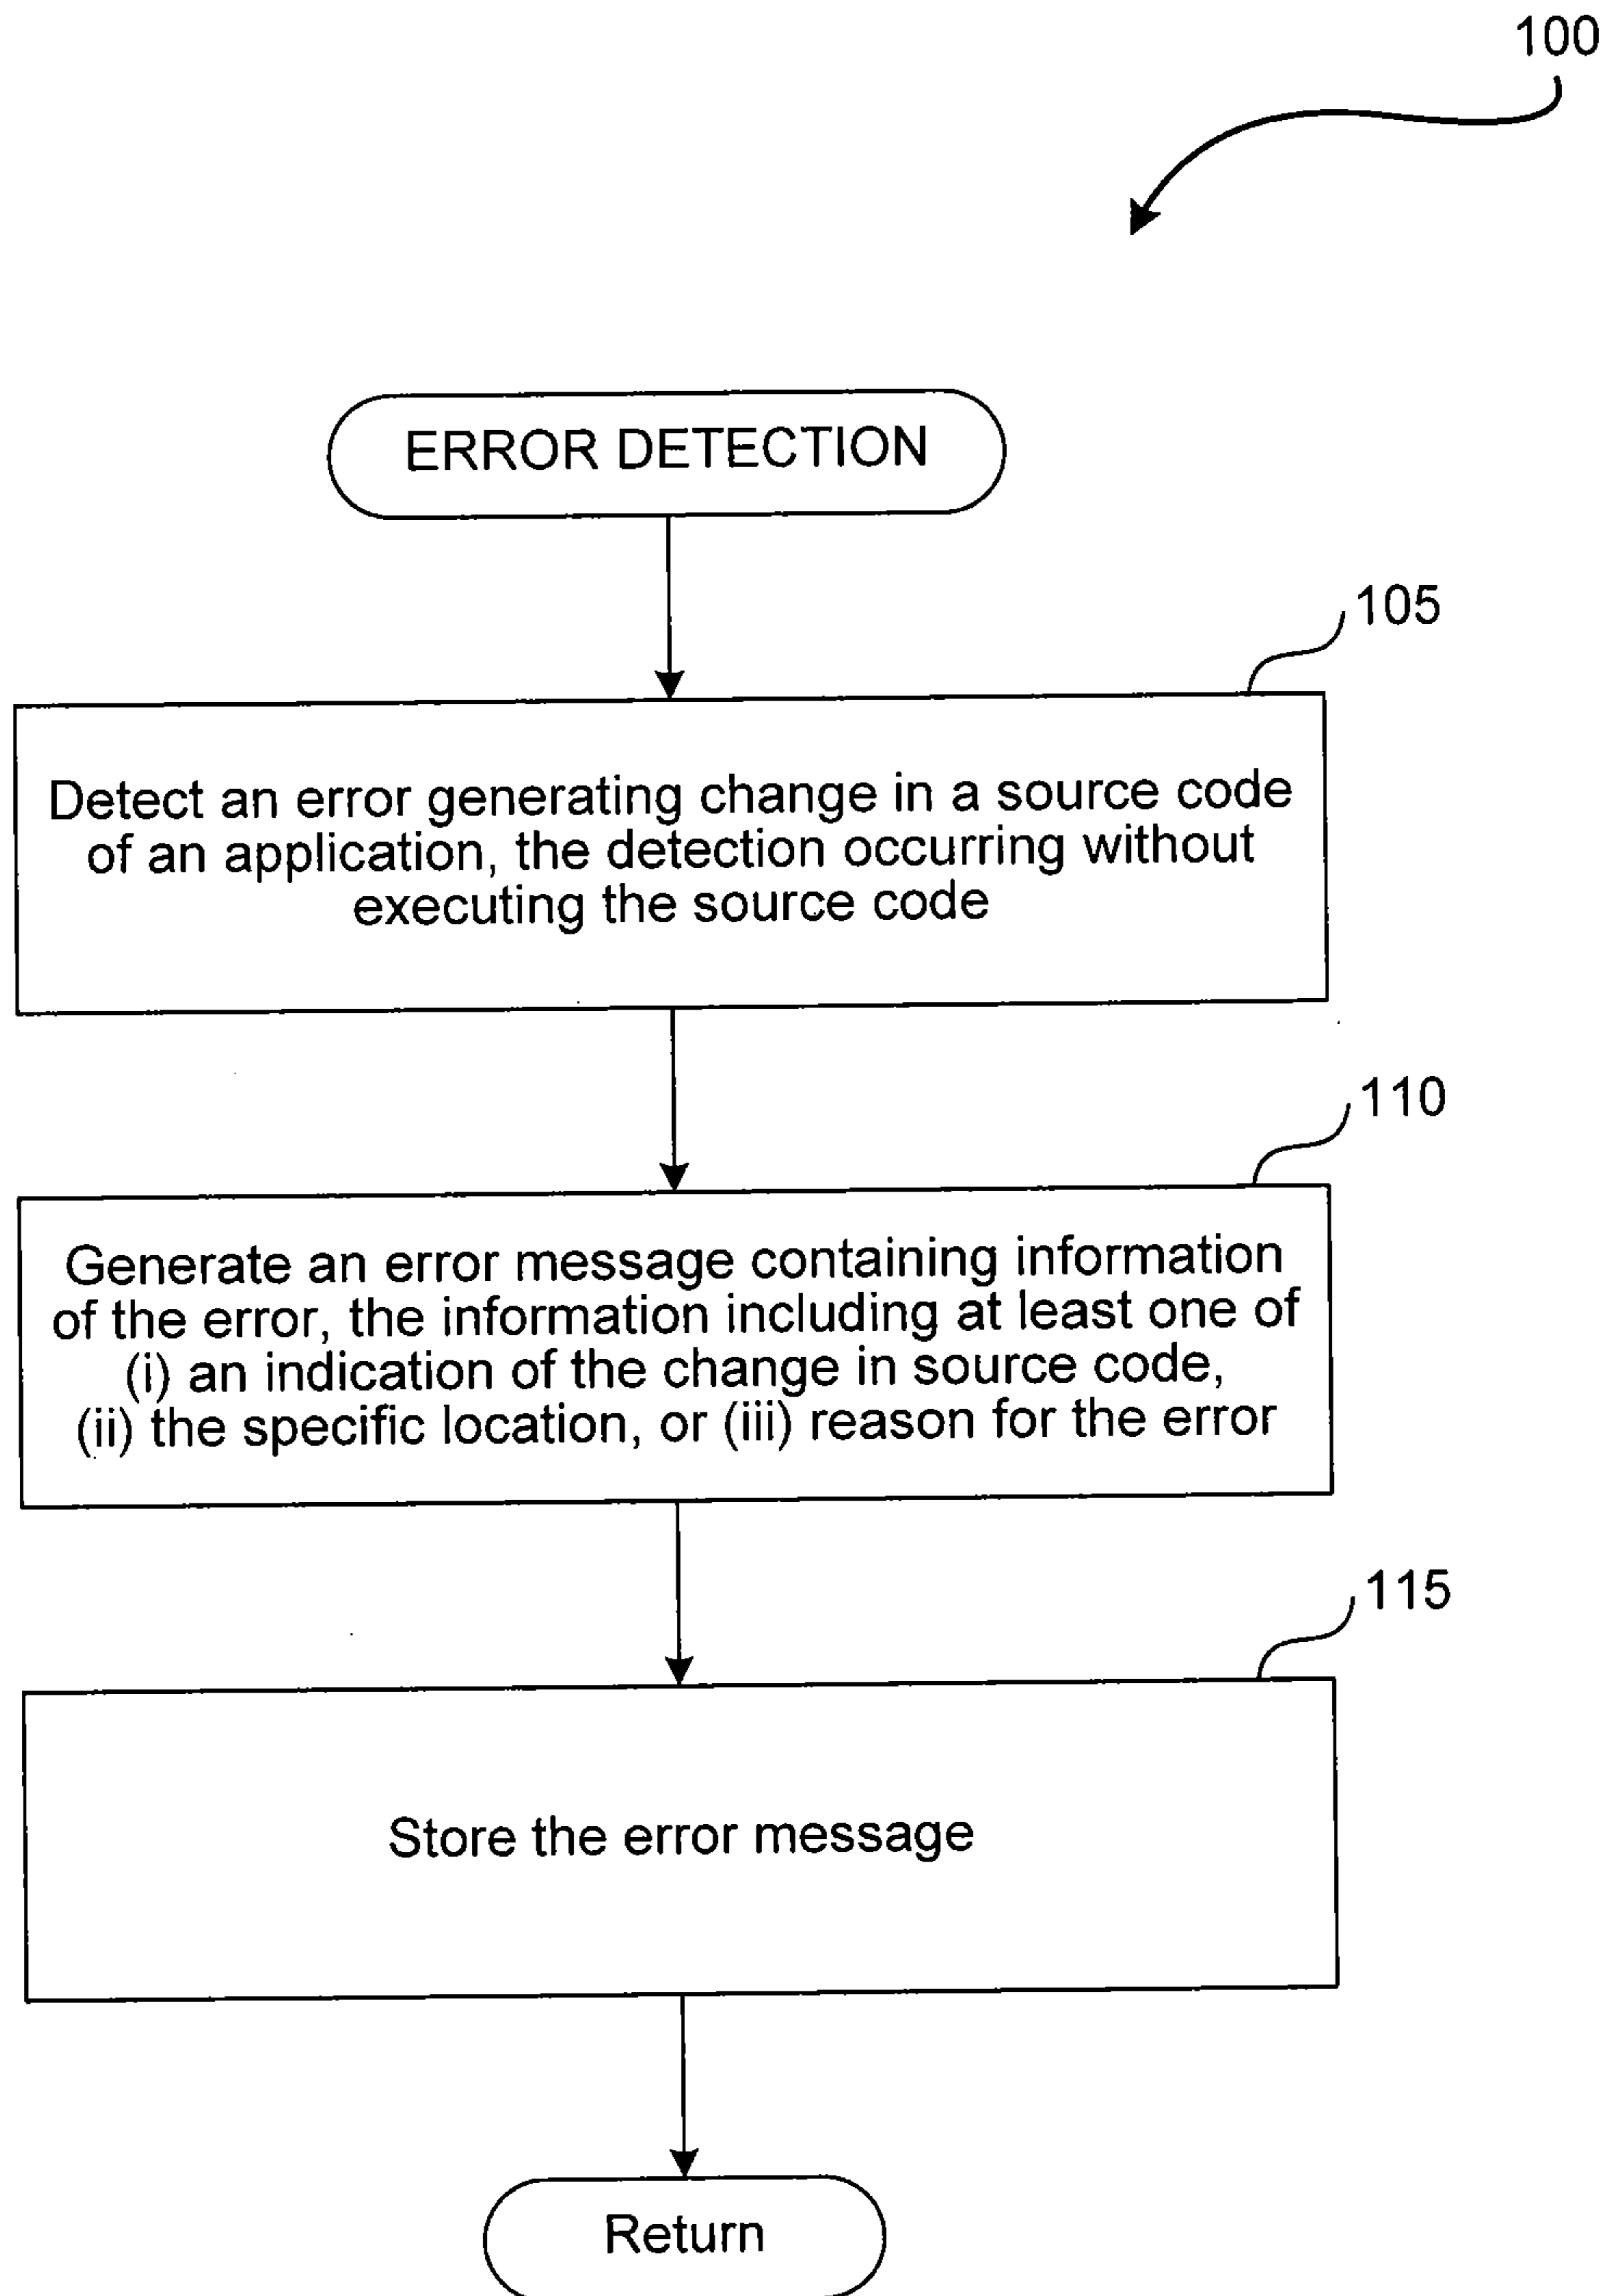 100
ERROR DETECTION
105
Detect an error generating change in a source code
of an application, the detection occurring without
executing the source code
110
Generate an error message containing information
of the error, the information including at least one of
(i) an indication of the change in source code,
(ii) the specific location, or (iii) reason for the error
115
Store the error message
Return